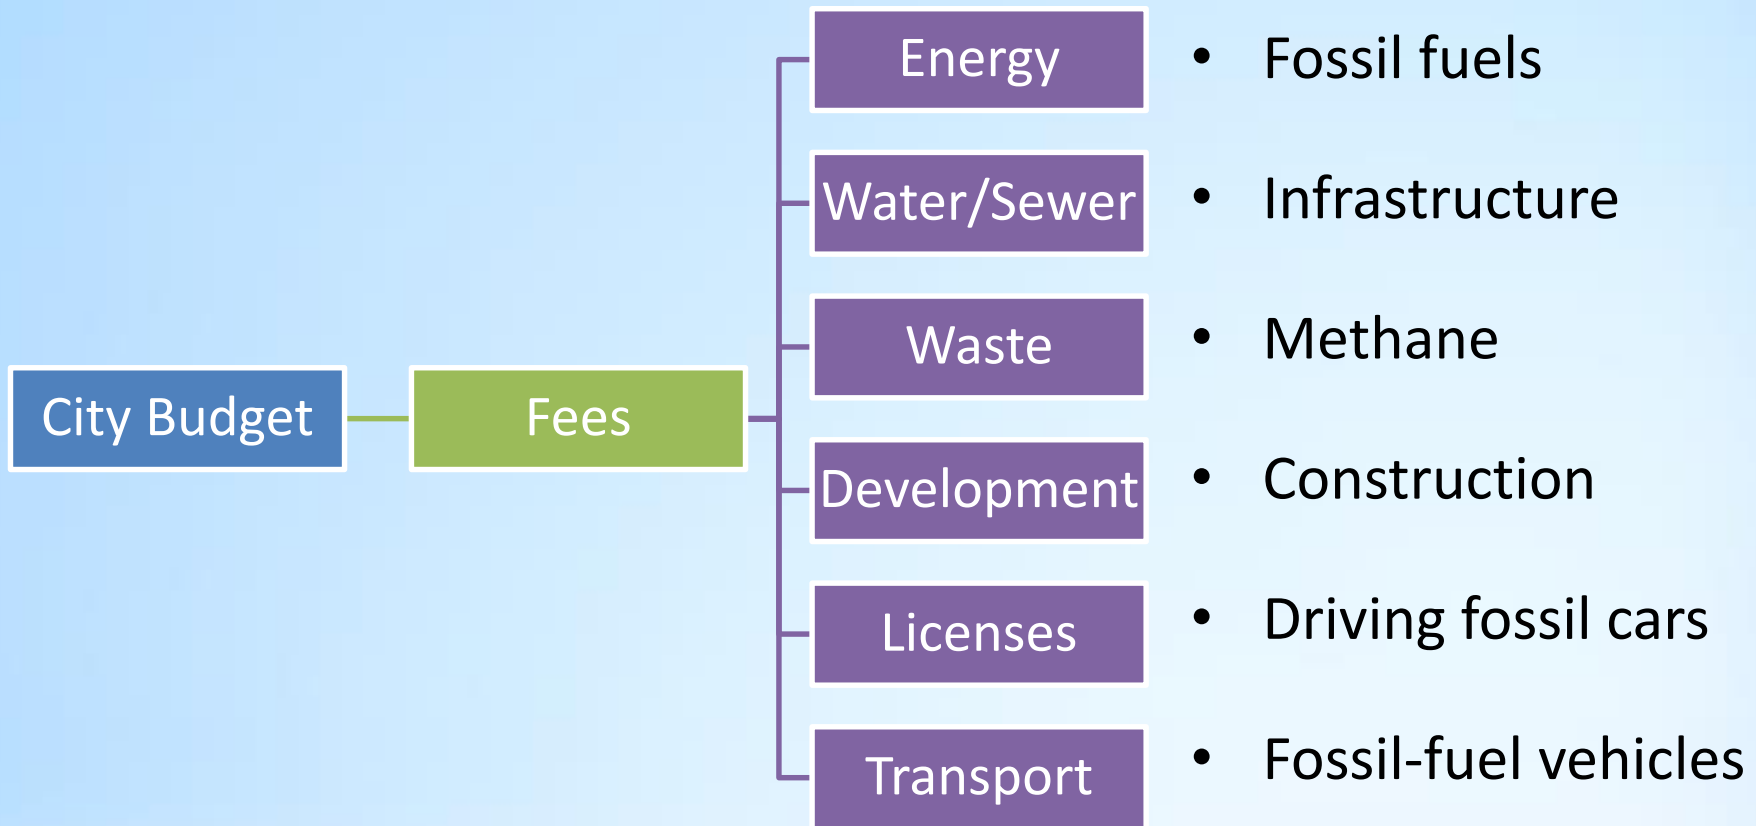 City Budget
Fees
Energy
Water/Sewer
Waste
Development
Licenses
Transport
• Fossil fuels
• Infrastructure
• Methane
• Construction
• Driving fossil cars
• Fossil-fuel vehicles